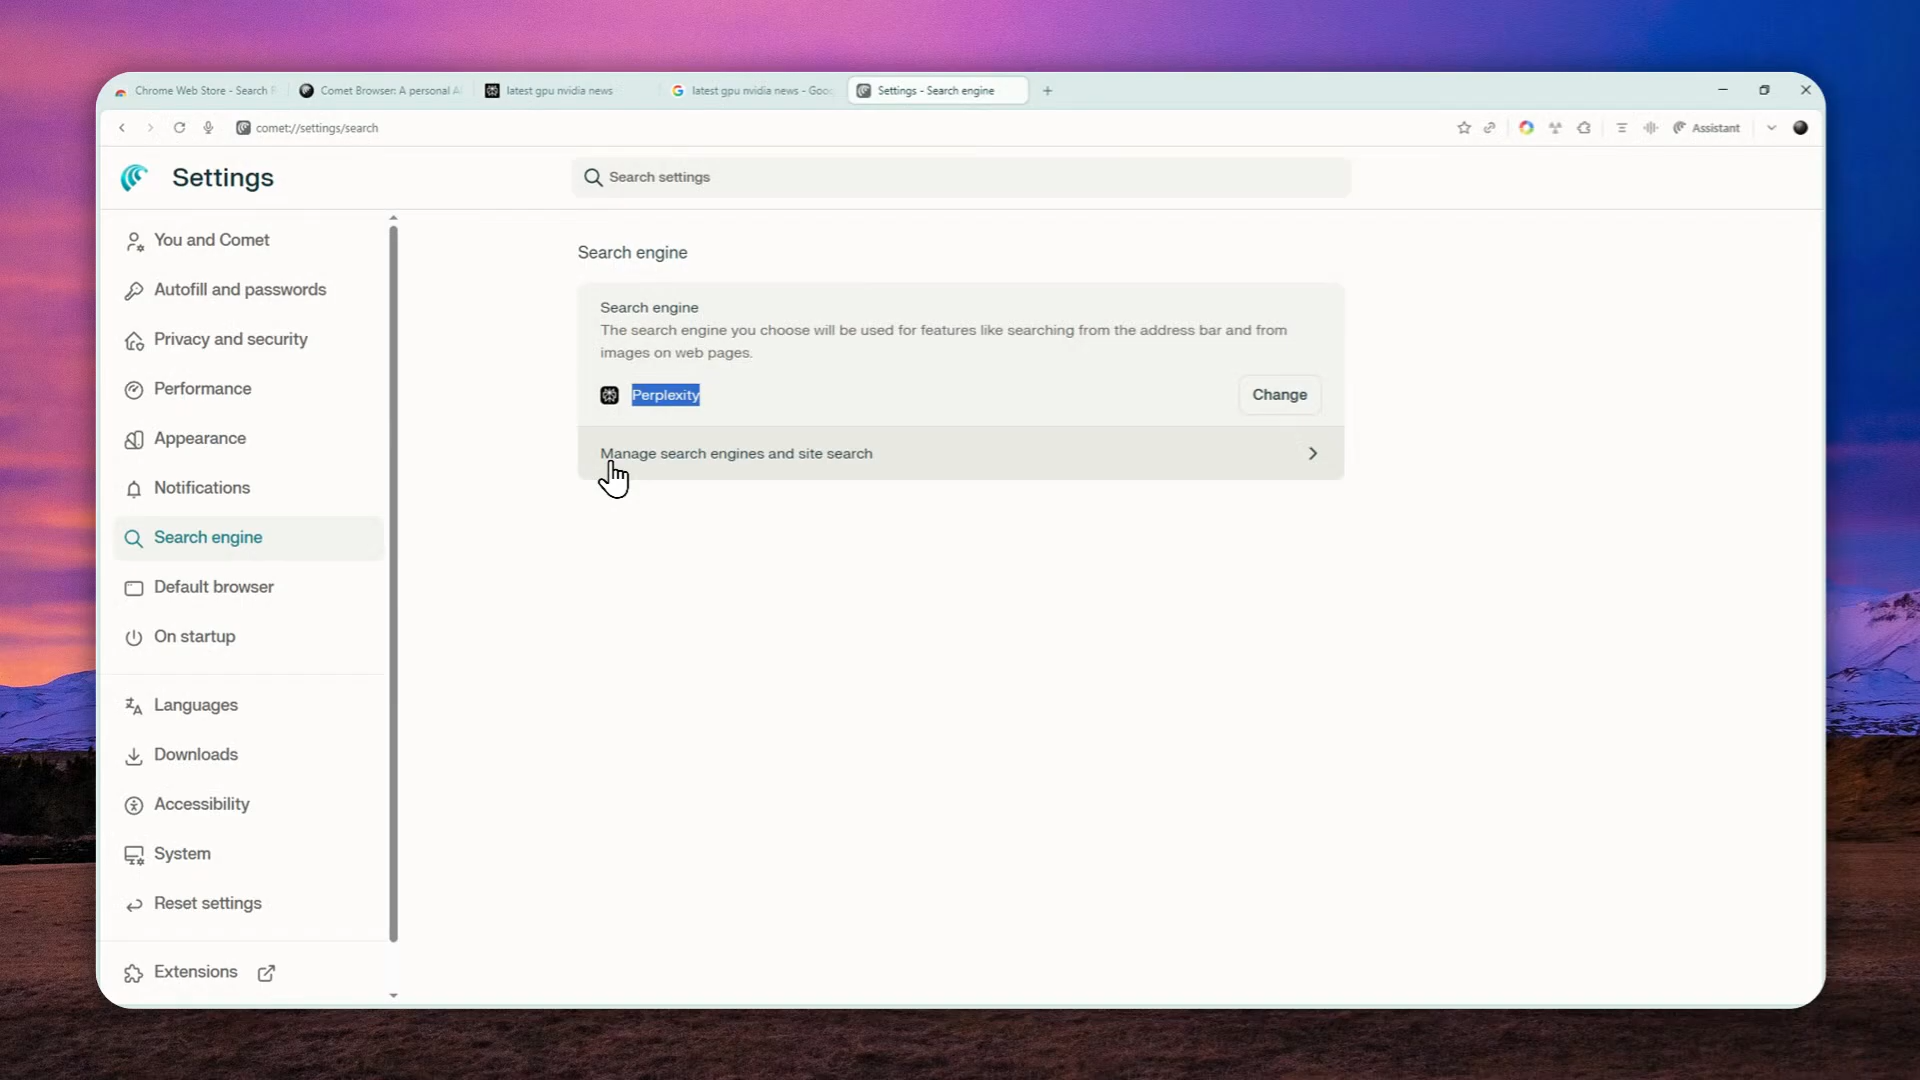 Chrome Web Store - Search
Comet Browser: A personal A
latest gpu nvidia news
latest gpu nvidia news - Goo
Settings - Search engine
comet://settings/search
Assistant
Settings
Search settings
You and Comet
Autofill and passwords
Privacy and security
Performance
Appearance
Notifications
Search engine
Default browser
On startup
Languages
Downloads
Accessibility
System
Reset settings
Extensions
Search engine
Search engine
The search engine you choose will be used for features like searching from the address bar and from
images on web pages.
Perplexity
Change
Manage search engines and site search